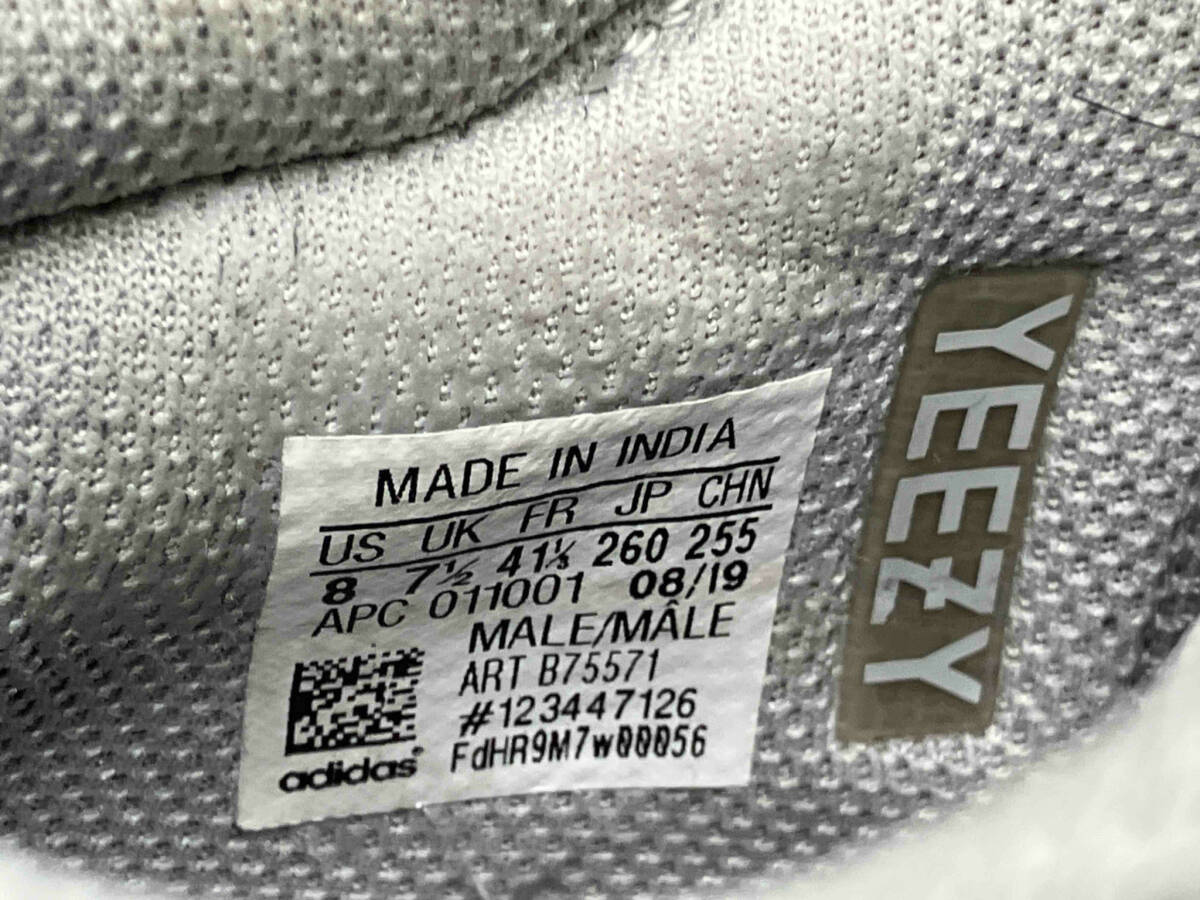 MADE IN INDIA
US UK FR JP CHN
8 7½ 41⅓ 260 255
APC 011001 08/19
MALE/MÂLE
ART B75571
#123447126
FdHR9M7w00056
adidas
YEEZY